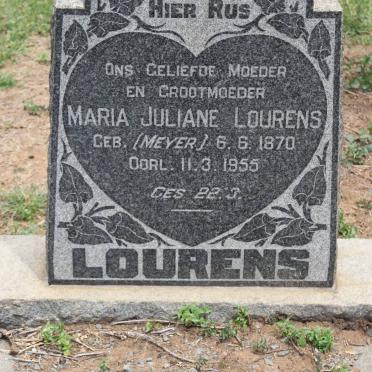 HIER RUS
ONS GELIEFDE MOEDER
EN GROOTMOEDER
MARIA JULIANE LOURENS
GEB. (MEYER) 6. 6. 1870
OORL. 11. 3. 1955
GES 22. 3.
LOURENS